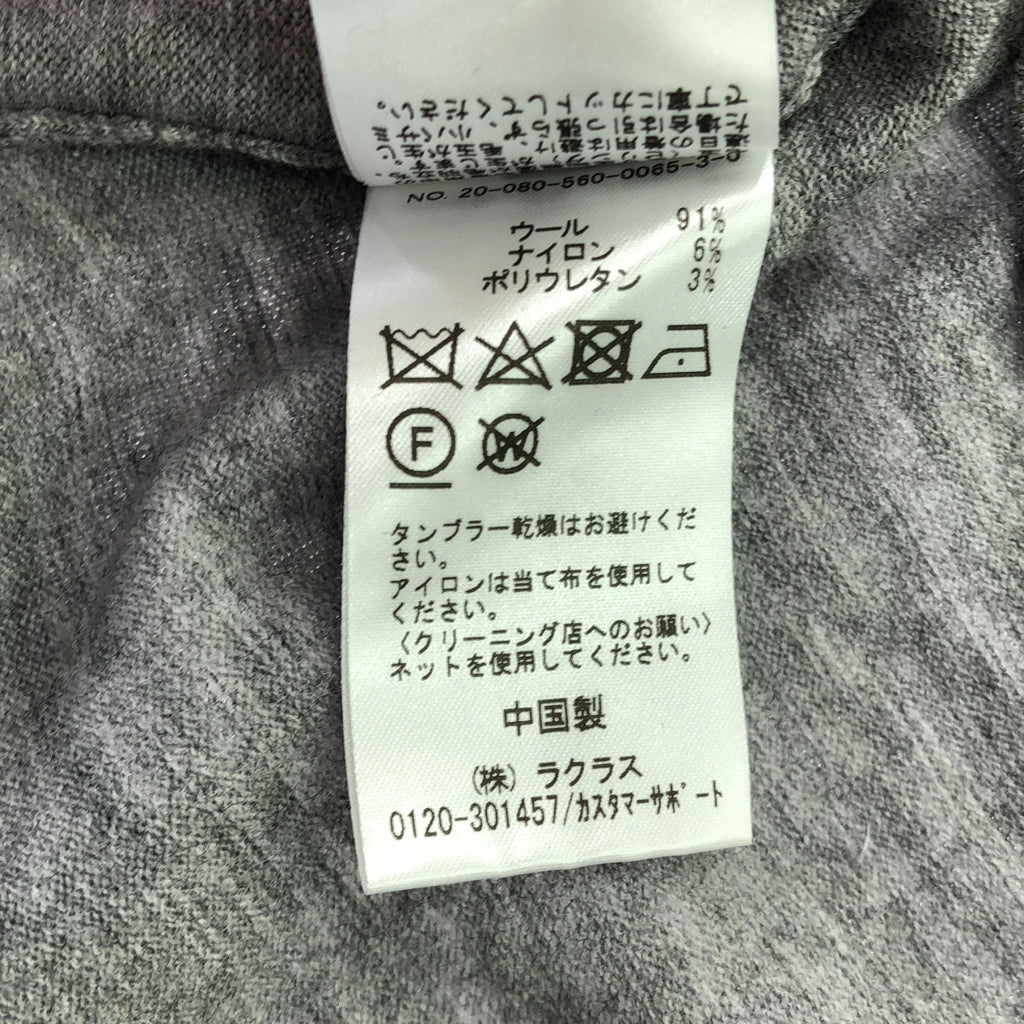 NO. 20-080-560-0065-3-0
ウール 91%
ナイロン 6%
ポリウレタン 3%
F
W
タンブラー乾燥はお避けくだ
さい。
アイロンは当て布を使用して
ください。
〈クリーニング店へのお願い〉
ネットを使用してください。
中国製
(株) ラクラス
0120-301457/カスタマーサポート